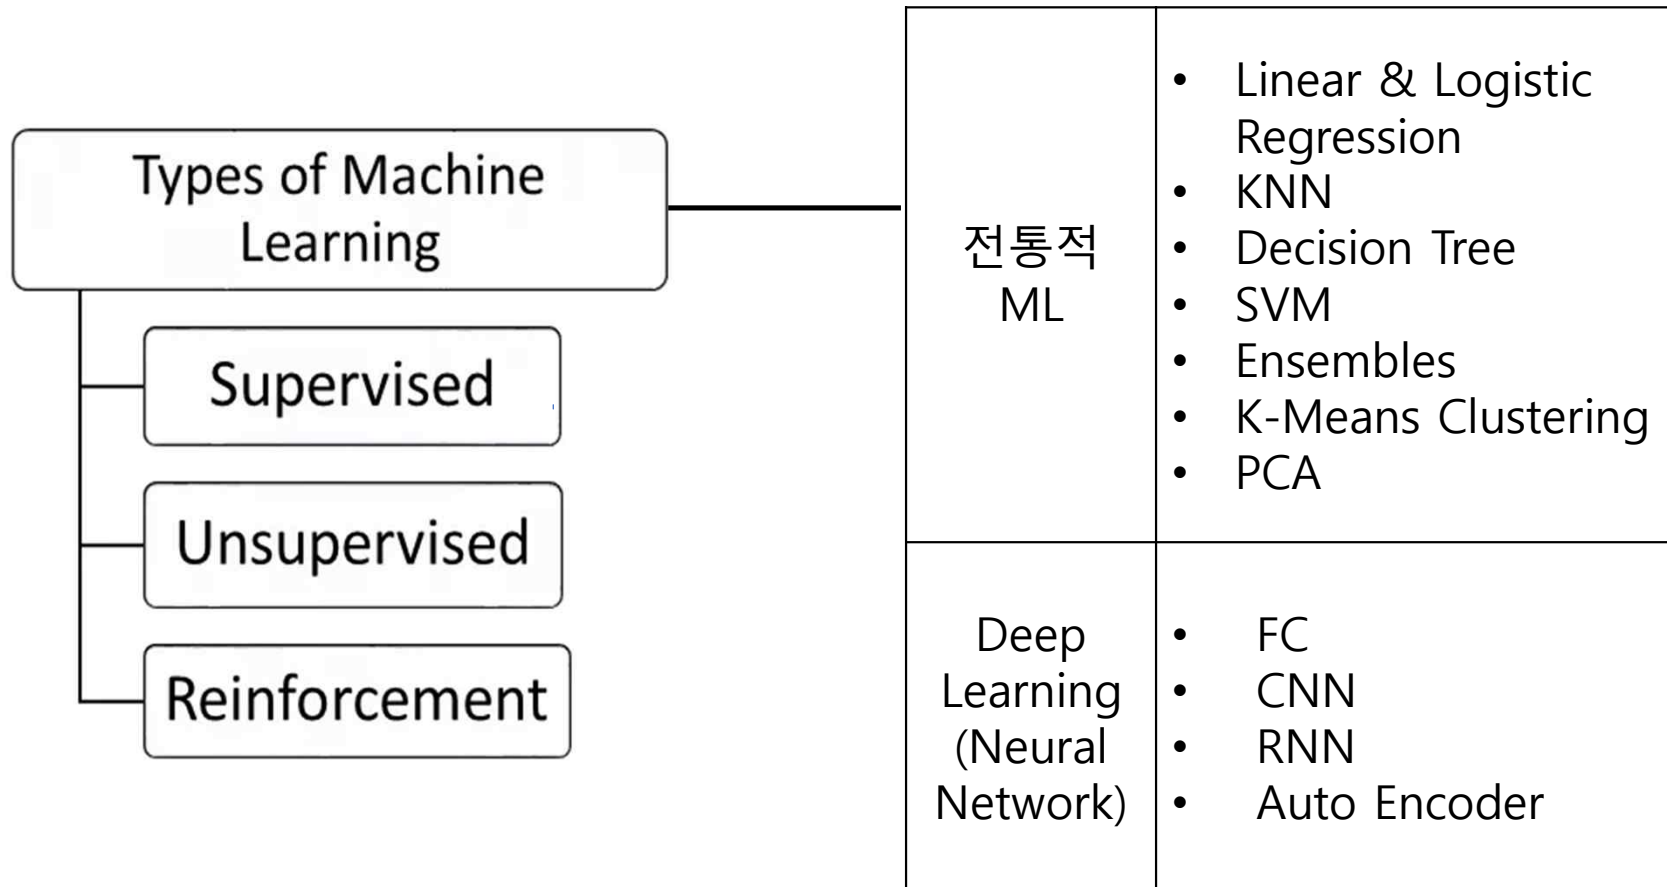 Types of Machine
Learning
Supervised
Unsupervised
Reinforcement
전통적
ML
• Linear & Logistic
Regression
• KNN
• Decision Tree
• SVM
• Ensembles
• K-Means Clustering
• PCA
Deep
Learning
(Neural
Network)
• FC
• CNN
• RNN
• Auto Encoder